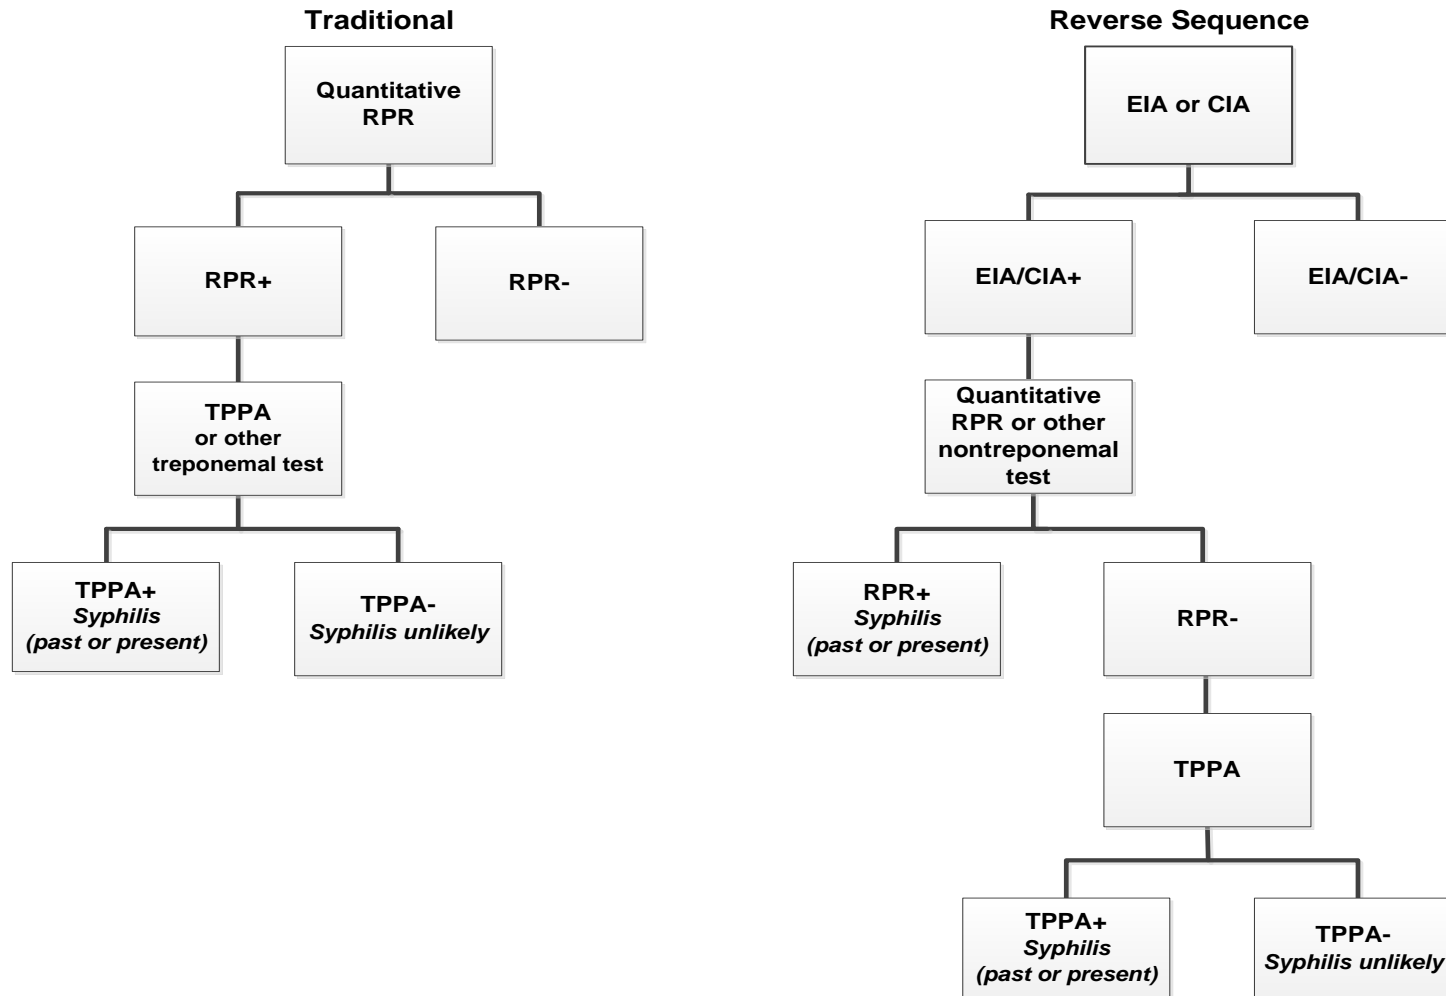 Traditional
Quantitative
RPR
RPR+
RPR-
TPPA
or other
treponemal test
TPPA+
Syphilis
(past or present)
TPPA-
Syphilis unlikely
Reverse Sequence
EIA or CIA
EIA/CIA+
EIA/CIA-
Quantitative
RPR or other
nontreponemal
test
RPR+
Syphilis
(past or present)
RPR-
TPPA
TPPA+
Syphilis
(past or present)
TPPA-
Syphilis unlikely